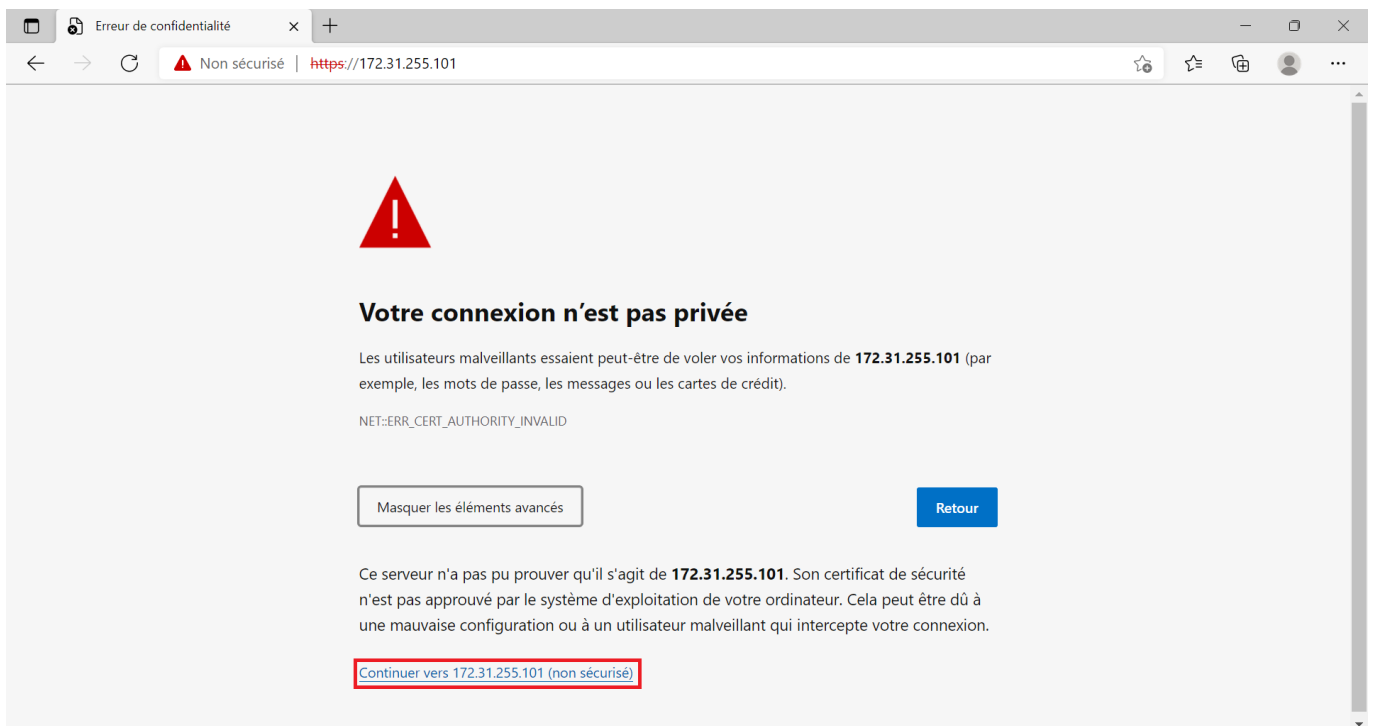 Erreur de confidentialité
Non sécurisé | https://172.31.255.101
Votre connexion n’est pas privée
Les utilisateurs malveillants essaient peut-être de voler vos informations de 172.31.255.101 (par
exemple, les mots de passe, les messages ou les cartes de crédit).
NET::ERR_CERT_AUTHORITY_INVALID
Masquer les éléments avancés
Retour
Ce serveur n'a pas pu prouver qu'il s'agit de 172.31.255.101. Son certificat de sécurité
n'est pas approuvé par le système d'exploitation de votre ordinateur. Cela peut être dû à
une mauvaise configuration ou à un utilisateur malveillant qui intercepte votre connexion.
Continuer vers 172.31.255.101 (non sécurisé)